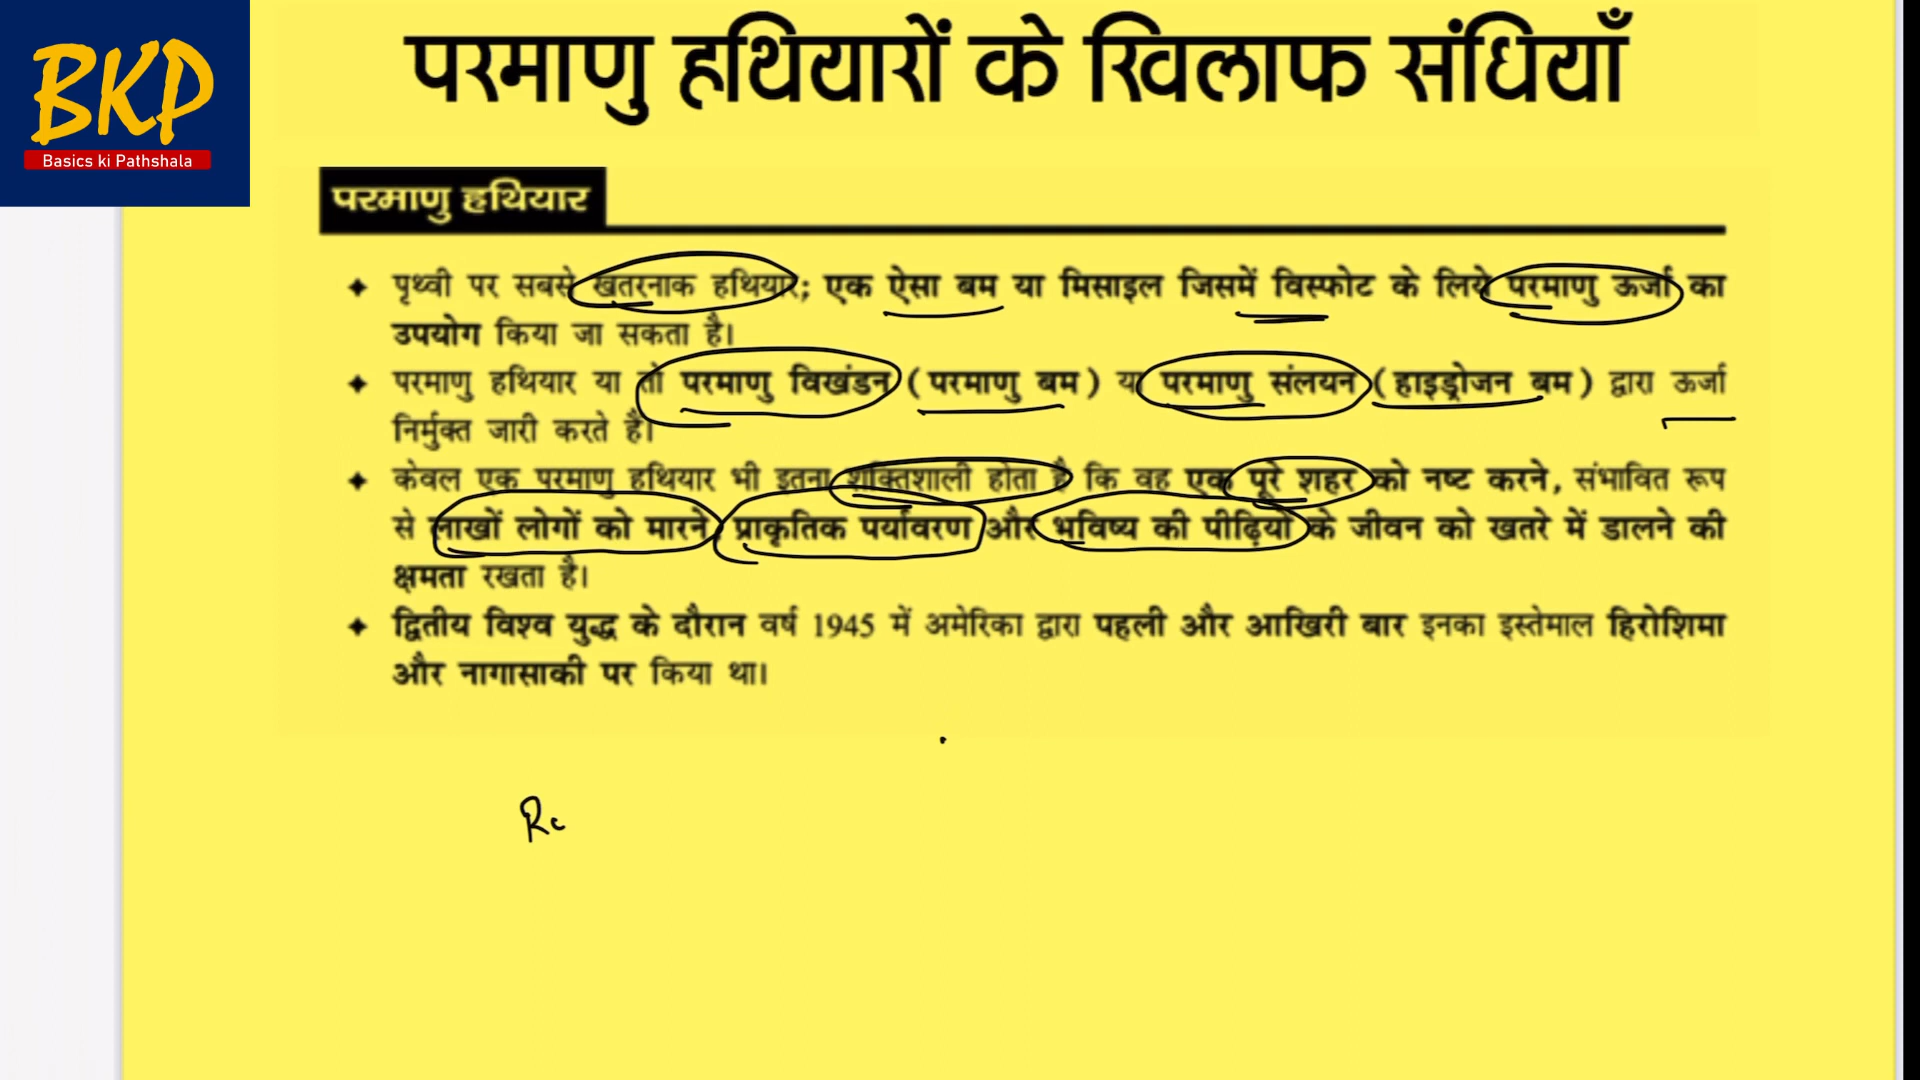 परमाणु हथियारों के खिलाफ संधियाँ
BKP
Basics ki Pathshala
परमाणु हथियार
पृथ्वी पर सबसे खतरनाक हथियार; एक ऐसा बम या मिसाइल जिसमें विस्फोट के लिये परमाणु ऊर्जा का
उपयोग किया जा सकता है।
परमाणु हथियार या तो परमाणु विखंडन (परमाणु बम) या परमाणु संलयन (हाइड्रोजन बम) द्वारा ऊर्जा
निर्मुक्त जारी करते हैं।
केवल एक परमाणु हथियार भी इतना शक्तिशाली होता है कि वह एक पूरे शहर को नष्ट करने, संभावित रूप
से लाखों लोगों को मारने, प्राकृतिक पर्यावरण और भविष्य की पीढ़ियों के जीवन को खतरे में डालने की
क्षमता रखता है।
द्वितीय विश्व युद्ध के दौरान वर्ष 1945 में अमेरिका द्वारा पहली और आखिरी बार इनका इस्तेमाल हिरोशिमा
और नागासाकी पर किया था।